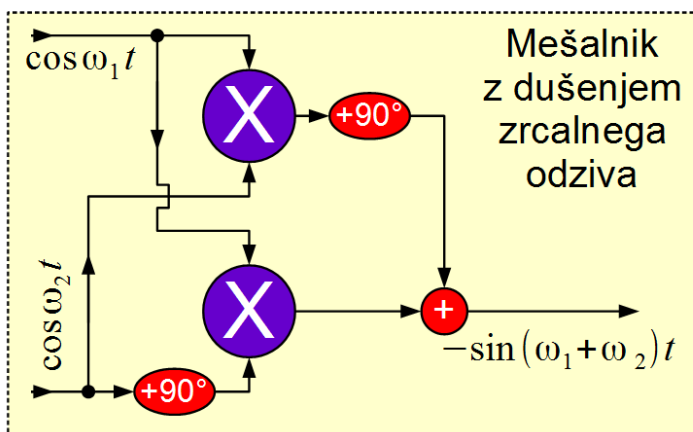 cos ω₁ t
Mešalnik
z dušenjem
zrcalnega
odziva
X
+90°
cos ω₂ t
X
+
−sin(ω₁+ω₂)t
+90°